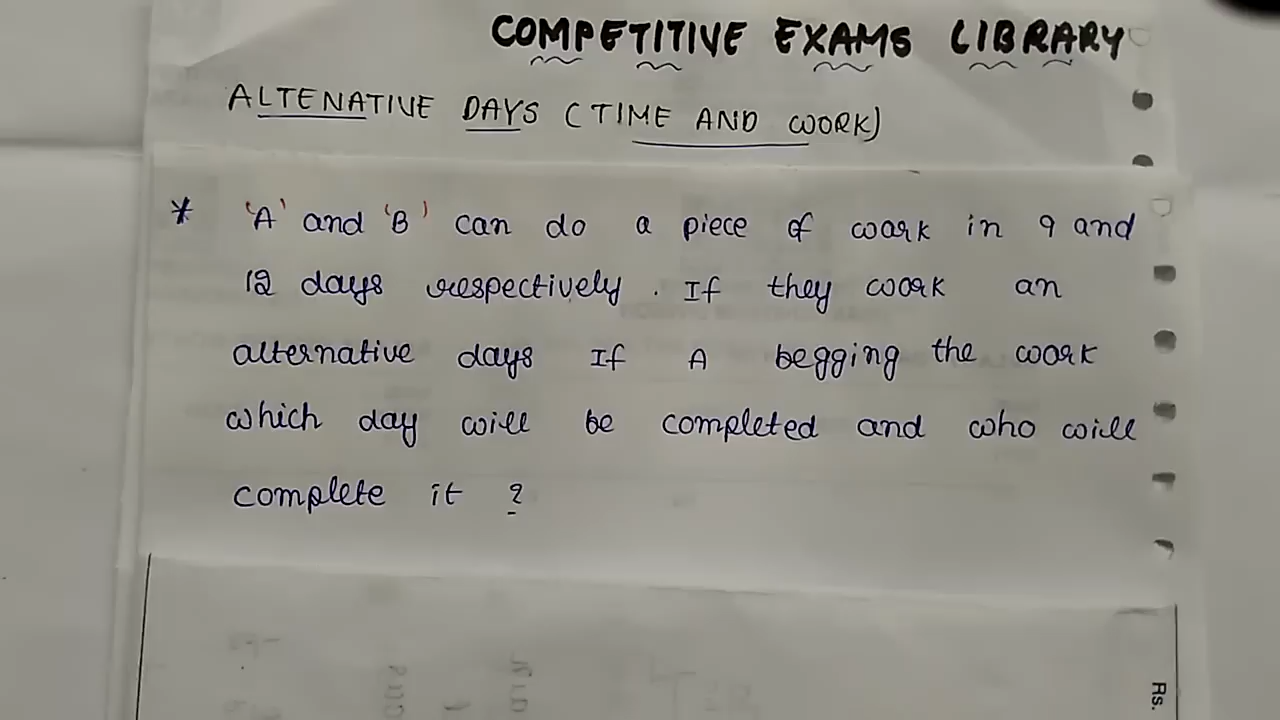 COMPETITIVE EXAMS LIBRARY
ALTENATIVE DAYS (TIME AND WORK)
* 'A' and 'B' can do a piece of work in 9 and
12 days respectively. If they work an
alternative days If A begging the work
which day will be completed and who will
complete it ?
Rs.